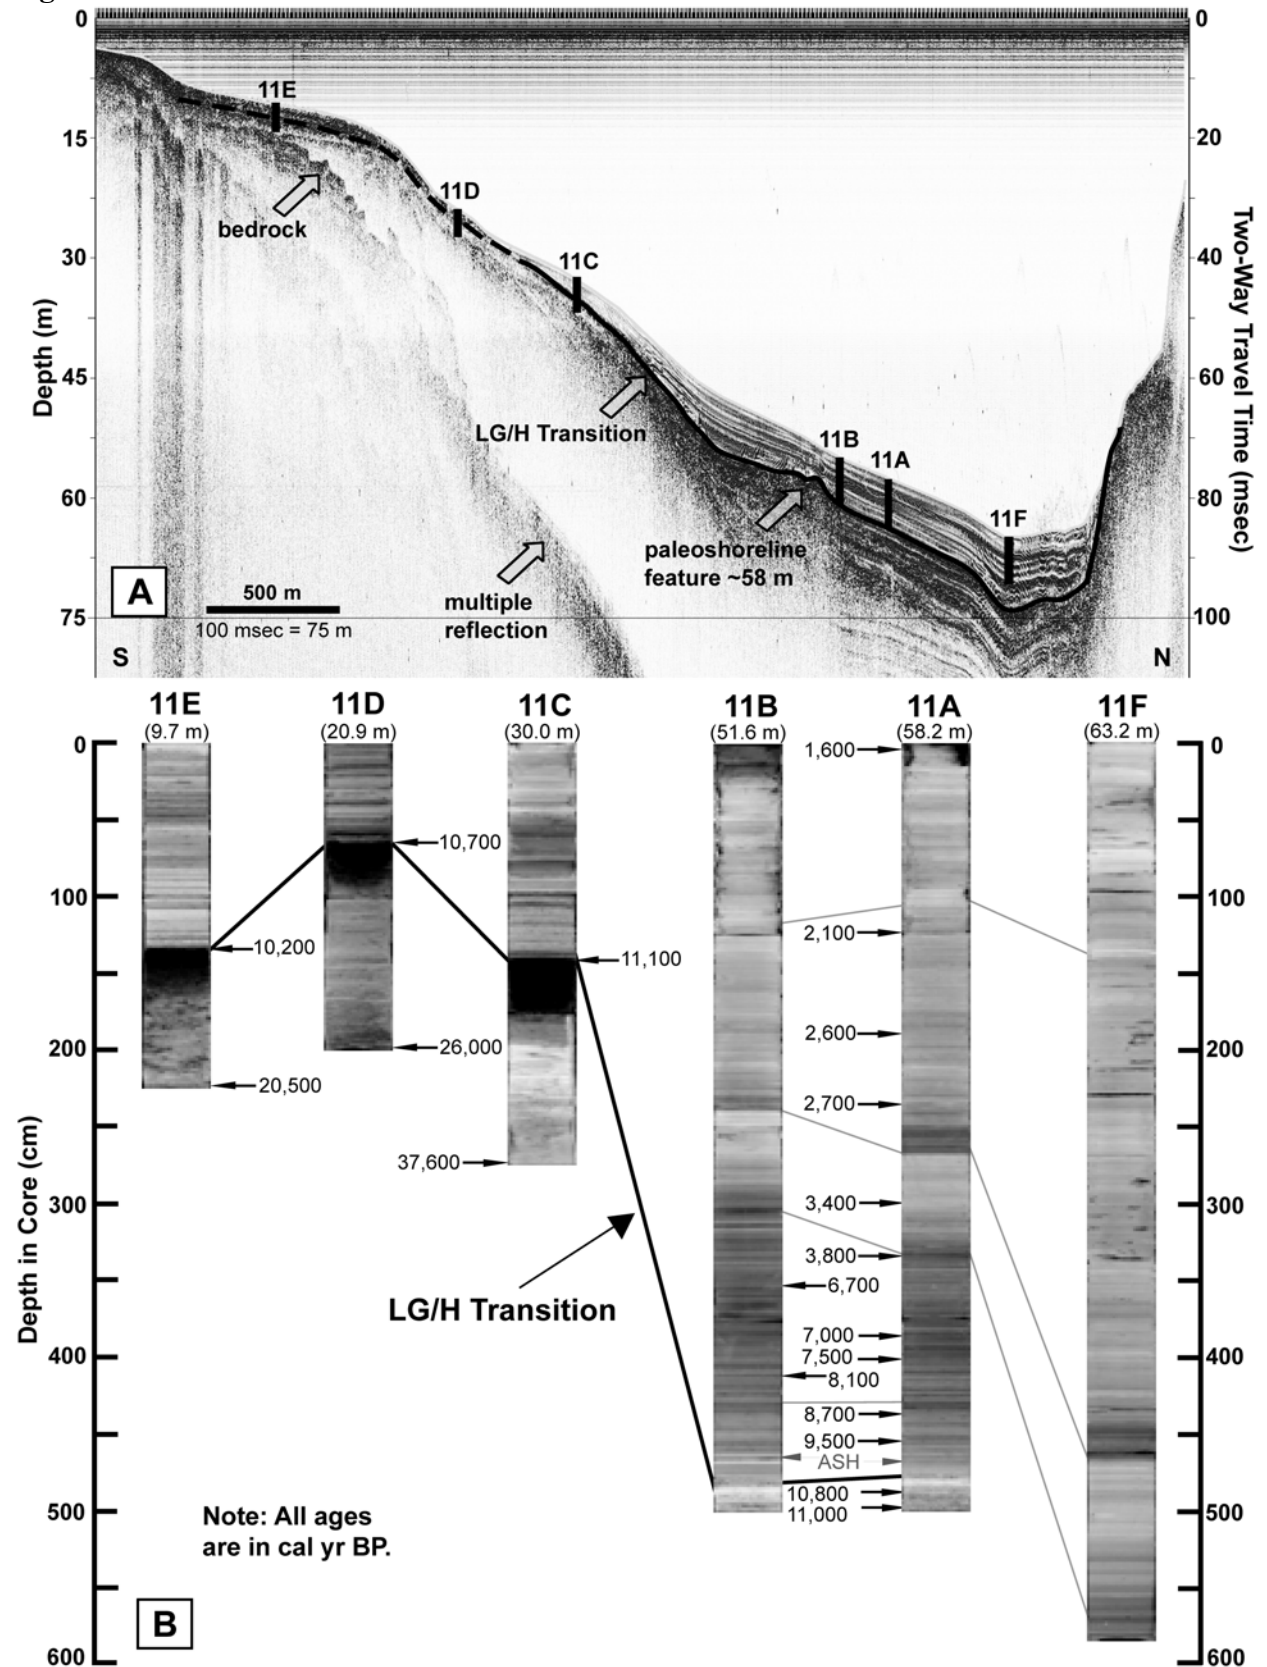 0
0
11E
15
20
11D
bedrock
30
11C
40
Depth (m)
Two-Way Travel Time (msec)
45
60
LG/H Transition
11B
11A
60
80
11F
paleoshoreline
feature ~58 m
A
500 m
multiple
reflection
75
100 msec = 75 m
100
S
N
11E
11D
11C
11B
11A
11F
(9.7 m)
(20.9 m)
(30.0 m)
(51.6 m)
(58.2 m)
(63.2 m)
0
1,600
0
10,700
100
100
2,100
10,200
11,100
2,600
200
26,000
200
20,500
2,700
37,600
Depth in Core (cm)
300
3,400
300
3,800
6,700
LG/H Transition
7,000
400
7,500
400
8,100
8,700
9,500
ASH
10,800
500
11,000
500
Note: All ages
are in cal yr BP.
B
600
600